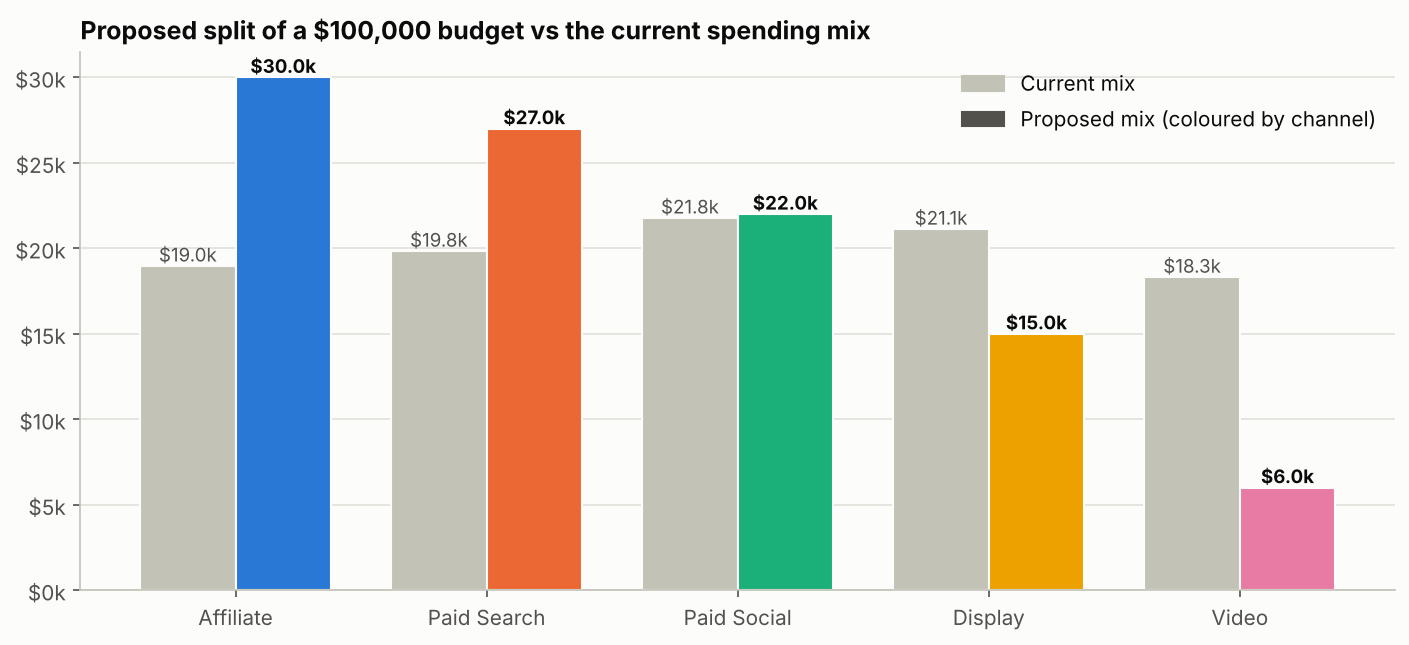 Proposed split of a $100,000 budget vs the current spending mix
$30k
$25k
$20k
$15k
$10k
$5k
$0k
Current mix
Proposed mix (coloured by channel)
$19.0k
$30.0k
$19.8k
$27.0k
$21.8k
$22.0k
$21.1k
$15.0k
$18.3k
$6.0k
Affiliate
Paid Search
Paid Social
Display
Video